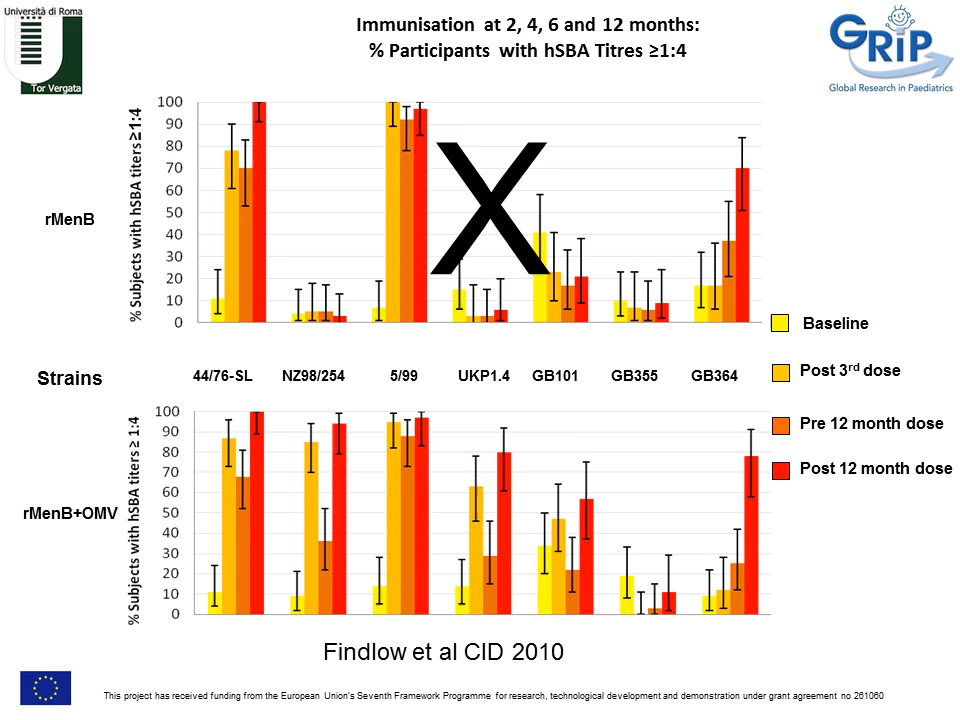 Università di Roma
Tor Vergata
Immunisation at 2, 4, 6 and 12 months:
% Participants with hSBA Titres ≥1:4
GRIP
Global Research in Paediatrics
rMenB
% Subjects with hSBA titers ≥1:4
100
90
80
70
60
50
40
30
20
10
0
X
Baseline
Post 3rd dose
Pre 12 month dose
Post 12 month dose
Strains
44/76-SL NZ98/254 5/99 UKP1.4 GB101 GB355 GB364
rMenB+OMV
% Subjects with hSBA titers ≥ 1:4
100
90
80
70
60
50
40
30
20
10
0
Findlow et al CID 2010
This project has received funding from the European Union's Seventh Framework Programme for research, technological development and demonstration under grant agreement no 261060